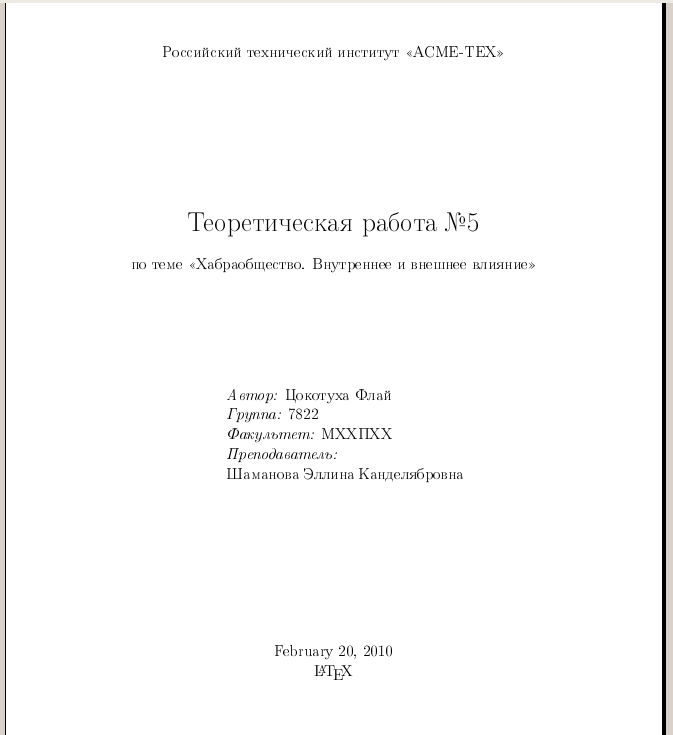 Российский технический институт «ACME-TEX»
Теоретическая работа №5
по теме «Хабраобщество. Внутреннее и внешнее влияние»
Автор: Цокотуха Флай
Группа: 7822
Факультет: МХХПХХ
Преподаватель:
Шаманова Эллина Канделябровна
February 20, 2010
LATEX